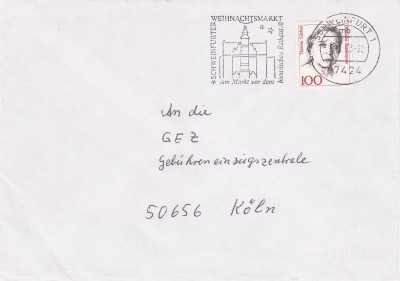 SCHWEINFURTER
WEIHNACHTSMARKT
Am Markt vor dem
historischen Rathaus
SCHWEINFURT 1
7424
100
An die
GEZ
Gebühreneinzugszentrale
50656 Köln